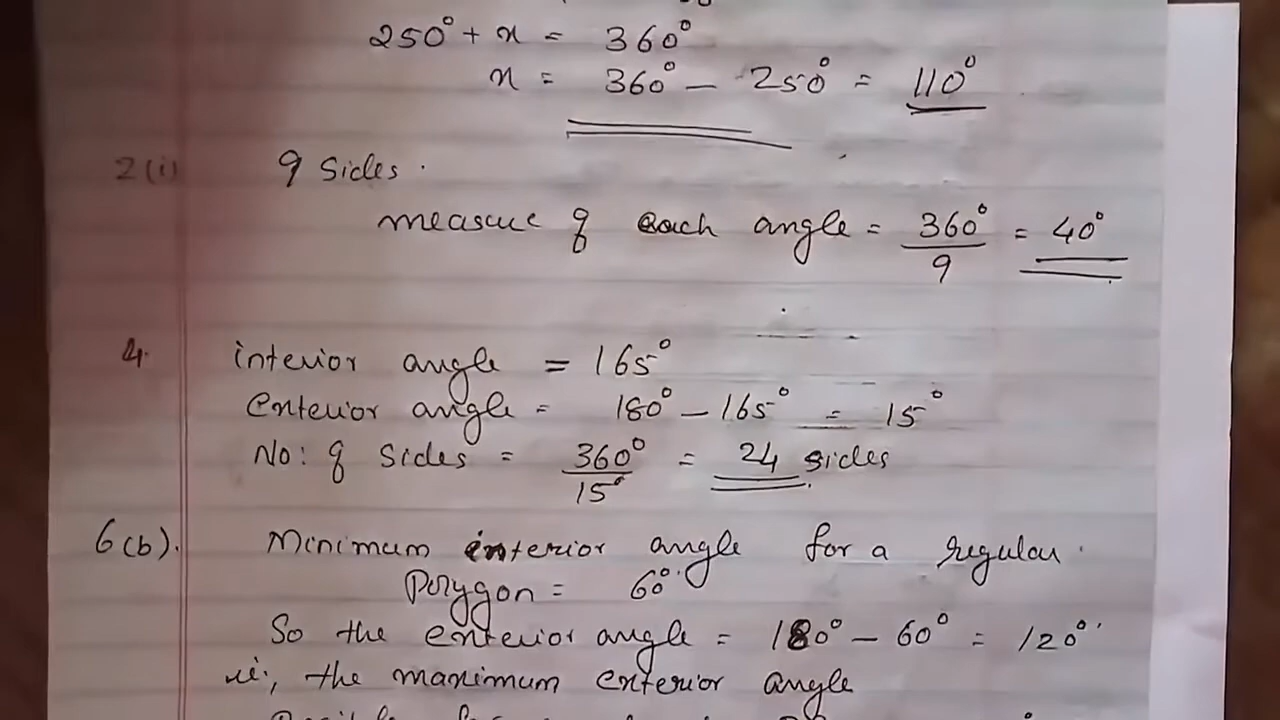 250° + x = 360°
x = 360° - 250° = 110°
2(i) 9 Sides.
measure of each angle = 360°/9 = 40°
4. interior angle = 165°
exterior angle = 180° - 165° = 15°
No: of Sides = 360°/15° = 24 sides
6(b). Minimum interior angle for a regular
Polygon = 60°.
So the exterior angle = 180° - 60° = 120°
ie., the maximum exterior angle